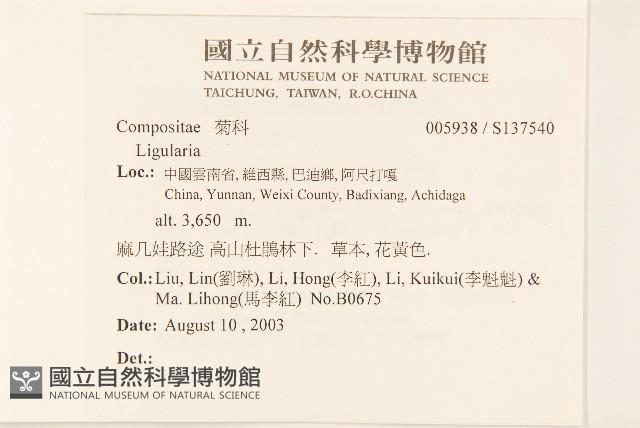 國立自然科學博物館
NATIONAL MUSEUM OF NATURAL SCIENCE
TAICHUNG, TAIWAN, R.O.CHINA
Compositae 菊科 005938 / S137540
Ligularia
Loc.: 中國雲南省, 維西縣, 巴迪鄉, 阿尺打嘎
China, Yunnan, Weixi County, Badixiang, Achidaga
alt. 3,650 m.
麻几娃路途 高山杜鵑林下. 草本, 花黃色.
Col.: Liu, Lin(劉琳), Li, Hong(李紅), Li, Kuikui(李魁魁) &
Ma. Lihong(馬李紅) No.B0675
Date: August 10 , 2003
Det.:
國立自然科學博物館
NATIONAL MUSEUM OF NATURAL SCIENCE